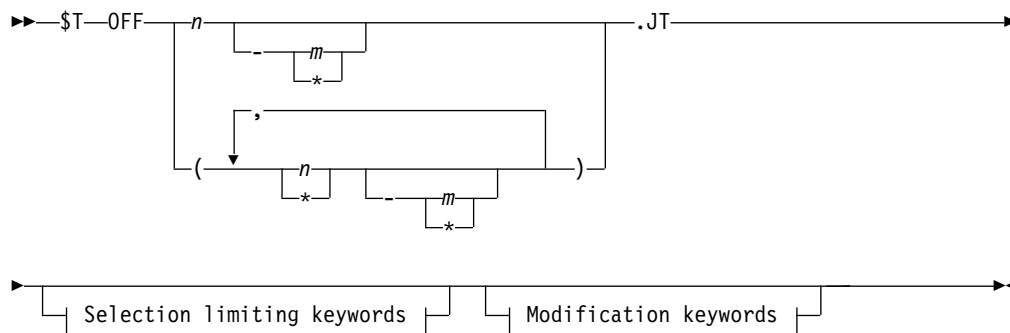 $T OFF n .JT
- m
*
,
( n )
* - m
*
Selection limiting keywords Modification keywords